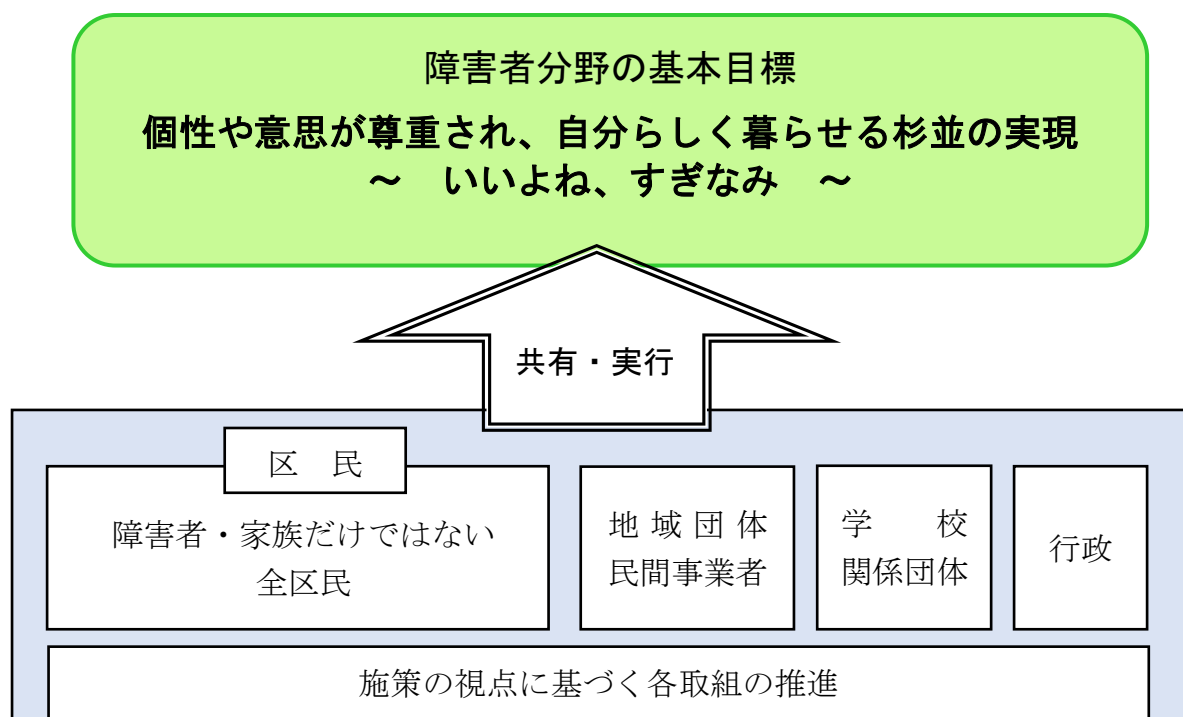 障害者分野の基本目標
個性や意思が尊重され、自分らしく暮らせる杉並の実現
～ いいよね、すぎなみ ～
共有・実行
区 民
障害者・家族だけではない
全区民
地域団体
民間事業者
学 校
関係団体
行政
施策の視点に基づく各取組の推進